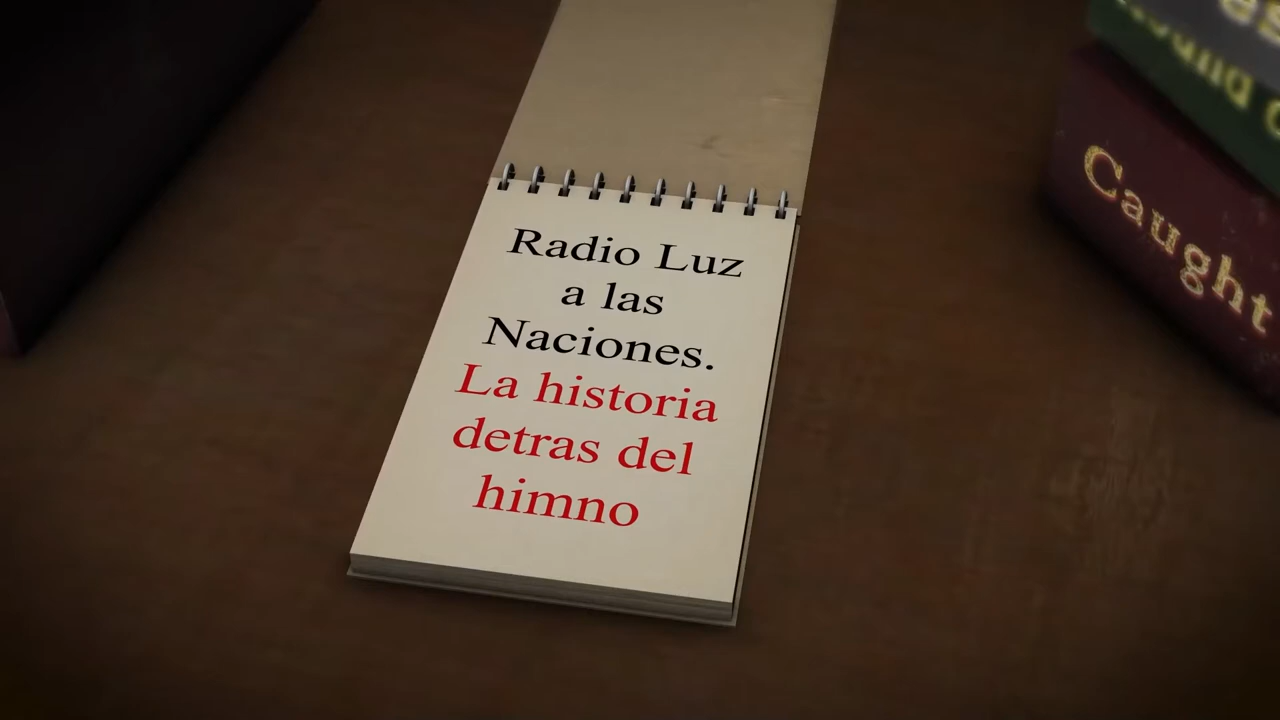 Radio Luz
a las
Naciones.
La historia
detras del
himno
Caught